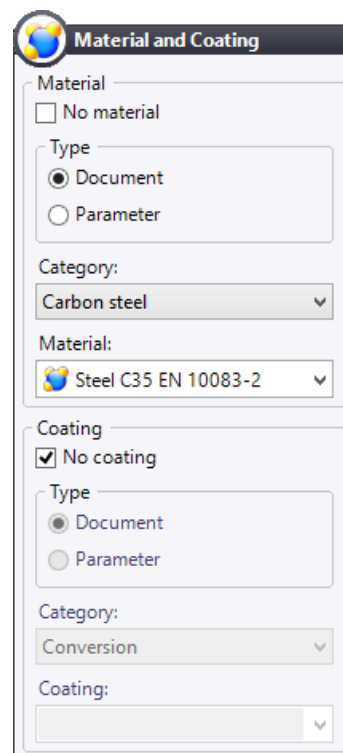 Material and Coating
Material
No material
Type
Document
Parameter
Category:
Carbon steel
Material:
Steel C35 EN 10083-2
Coating
No coating
Type
Document
Parameter
Category:
Conversion
Coating: